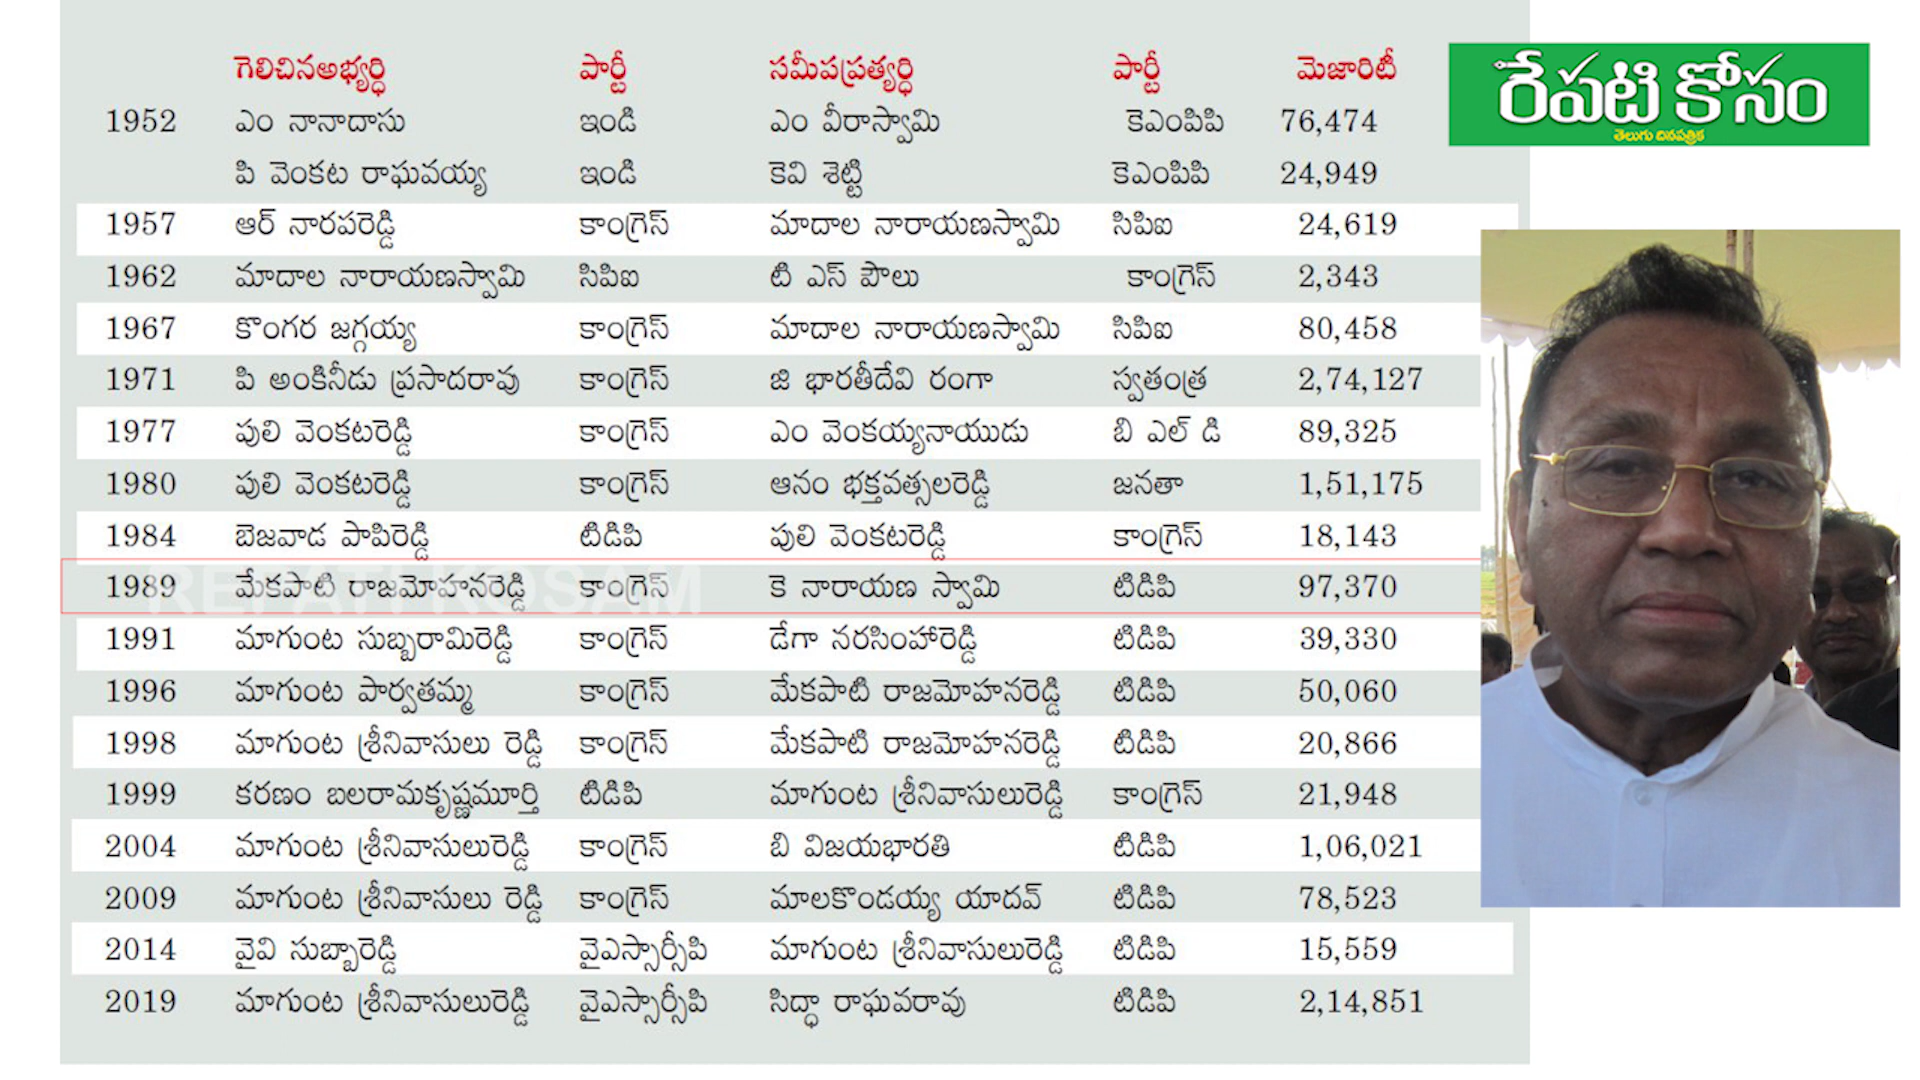 గెలిచినఅభ్యర్థి పార్టీ సమీపప్రత్యర్థి పార్టీ మెజారిటీ
రేపటి కోసం
తెలుగు దినపత్రిక
1952 ఎం నానాదాసు ఇండి ఎం వీరాస్వామి కెఎంపిపి 76,474
పి వెంకట రాఘవయ్య ఇండి కెవి శెట్టి కెఎంపిపి 24,949
1957 ఆర్ నారపరెడ్డి కాంగ్రెస్ మాదాల నారాయణస్వామి సిపిఐ 24,619
1962 మాదాల నారాయణస్వామి సిపిఐ టి ఎస్ పౌలు కాంగ్రెస్ 2,343
1967 కొంగర జగ్గయ్య కాంగ్రెస్ మాదాల నారాయణస్వామి సిపిఐ 80,458
1971 పి అంకినీడు ప్రసాదరావు కాంగ్రెస్ జి భారతీదేవి రంగా స్వతంత్ర 2,74,127
1977 పులి వెంకటరెడ్డి కాంగ్రెస్ ఎం వెంకయ్యనాయుడు బి ఎల్ డి 89,325
1980 పులి వెంకటరెడ్డి కాంగ్రెస్ ఆనం భక్తవత్సలరెడ్డి జనతా 1,51,175
1984 బెజవాడ పాపిరెడ్డి టిడిపి పులి వెంకటరెడ్డి కాంగ్రెస్ 18,143
1989 మేకపాటి రాజమోహనరెడ్డి కాంగ్రెస్ కె నారాయణ స్వామి టిడిపి 97,370
REPATI KOSAM
1991 మాగుంట సుబ్బరామిరెడ్డి కాంగ్రెస్ డేగా నరసింహారెడ్డి టిడిపి 39,330
1996 మాగుంట పార్వతమ్మ కాంగ్రెస్ మేకపాటి రాజమోహనరెడ్డి టిడిపి 50,060
1998 మాగుంట శ్రీనివాసులు రెడ్డి కాంగ్రెస్ మేకపాటి రాజమోహనరెడ్డి టిడిపి 20,866
1999 కరణం బలరామకృష్ణమూర్తి టిడిపి మాగుంట శ్రీనివాసులురెడ్డి కాంగ్రెస్ 21,948
2004 మాగుంట శ్రీనివాసులురెడ్డి కాంగ్రెస్ బి విజయభారతి టిడిపి 1,06,021
2009 మాగుంట శ్రీనివాసులు రెడ్డి కాంగ్రెస్ మాలకొండయ్య యాదవ్ టిడిపి 78,523
2014 వైవి సుబ్బారెడ్డి వైఎస్సార్సీపి మాగుంట శ్రీనివాసులురెడ్డి టిడిపి 15,559
2019 మాగుంట శ్రీనివాసులురెడ్డి వైఎస్సార్సీపి సిద్ధా రాఘవరావు టిడిపి 2,14,851